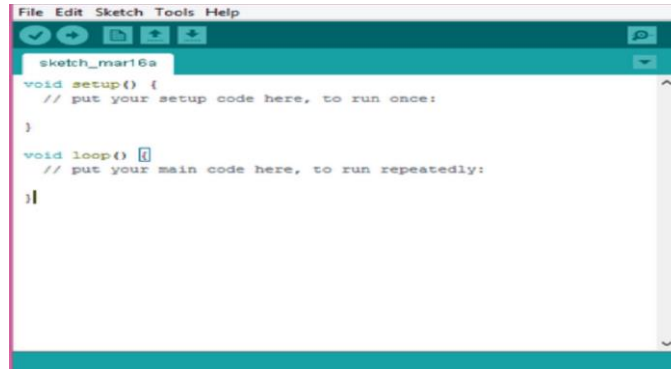 File Edit Sketch Tools Help
sketch_mar16a
void setup() {
// put your setup code here, to run once:
}
void loop() {
// put your main code here, to run repeatedly:
}